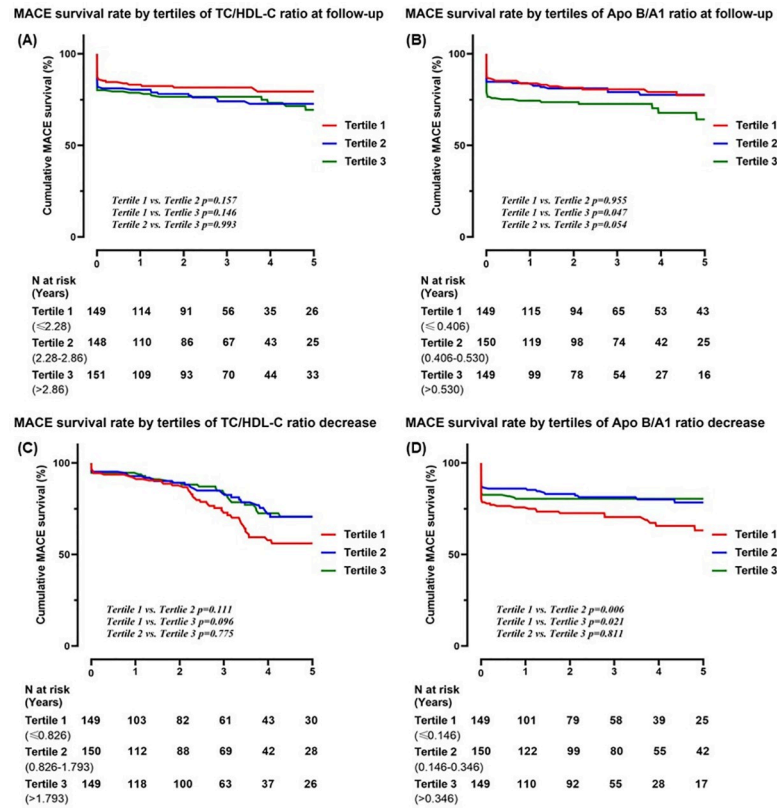 MACE survival rate by tertiles of TC/HDL-C ratio at follow-up
(A)
Cumulative MACE survival (%)
100
50
0
0 1 2 3 4 5
Tertile 1
Tertile 2
Tertile 3
Tertile 1 vs. Tertlie 2 p=0.157
Tertile 1 vs. Tertlie 3 p=0.146
Tertile 2 vs. Tertlie 3 p=0.993
N at risk
(Years)
Tertile 1 149 114 91 56 35 26
(≤2.28)
Tertile 2 148 110 86 67 43 25
(2.28-2.86)
Tertile 3 151 109 93 70 44 33
(>2.86)
MACE survival rate by tertiles of Apo B/A1 ratio at follow-up
(B)
Cumulative MACE survival (%)
100
50
0
0 1 2 3 4 5
Tertile 1
Tertile 2
Tertile 3
Tertile 1 vs. Tertlie 2 p=0.955
Tertile 1 vs. Tertlie 3 p=0.047
Tertile 2 vs. Tertlie 3 p=0.054
N at risk
(Years)
Tertile 1 149 115 94 65 53 43
(≤ 0.406)
Tertile 2 150 119 98 74 42 25
(0.406-0.530)
Tertile 3 149 99 78 54 27 16
(>0.530)
MACE survival rate by tertiles of TC/HDL-C ratio decrease
(C)
Cumulative MACE survival (%)
100
50
0
0 1 2 3 4 5
Tertile 1
Tertile 2
Tertile 3
Tertile 1 vs. Tertlie 2 p=0.111
Tertile 1 vs. Tertlie 3 p=0.096
Tertile 2 vs. Tertlie 3 p=0.775
N at risk
(Years)
Tertile 1 149 103 82 61 43 30
(≤0.826)
Tertile 2 150 112 88 69 42 28
(0.826-1.793)
Tertile 3 149 118 100 63 37 26
(>1.793)
MACE survival rate by tertiles of Apo B/A1 ratio decrease
(D)
Cumulative MACE survival (%)
100
50
0
0 1 2 3 4 5
Tertile 1
Tertile 2
Tertile 3
Tertile 1 vs. Tertlie 2 p=0.006
Tertile 1 vs. Tertlie 3 p=0.021
Tertile 2 vs. Tertlie 3 p=0.811
N at risk
(Years)
Tertile 1 149 101 79 58 39 25
(≤0.146)
Tertile 2 150 122 99 80 55 42
(0.146-0.346)
Tertile 3 149 110 92 55 28 17
(>0.346)